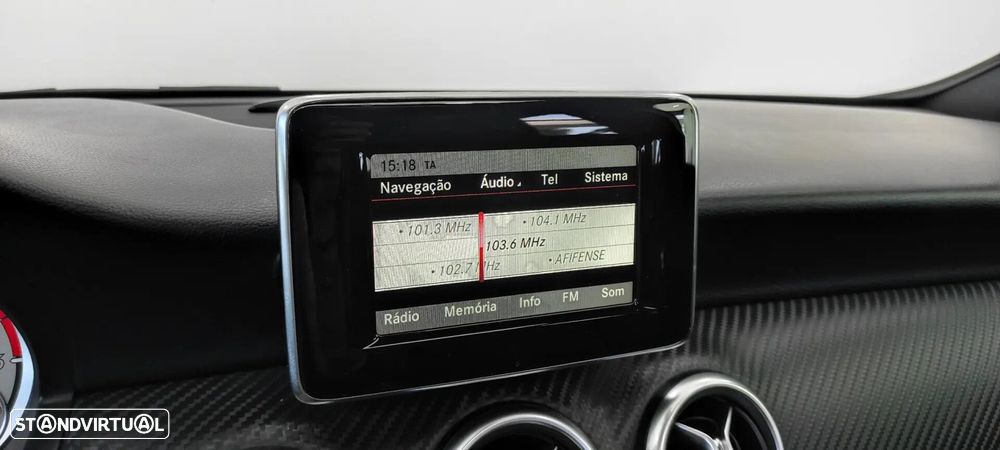 15:18 TA
Navegação Áudio Tel Sistema
• 101.3 MHz • 104.1 MHz
103.6 MHz
• 102.7 MHz • AFIFENSE
Rádio Memória Info FM Som
3
STANDVIRTUAL